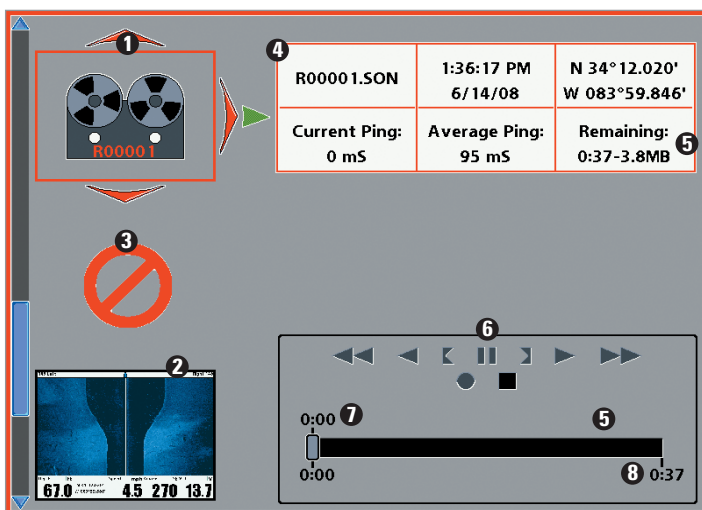 1
R00001
4
R00001.SON
1:36:17 PM
6/14/08
N 34°12.020'
W 083°59.846'
Current Ping:
0 mS
Average Ping:
95 mS
Remaining:
0:37-3.8MB
5
3
2
67.0 4.5 270 13.7
6
0:00 7
5
0:00
8 0:37